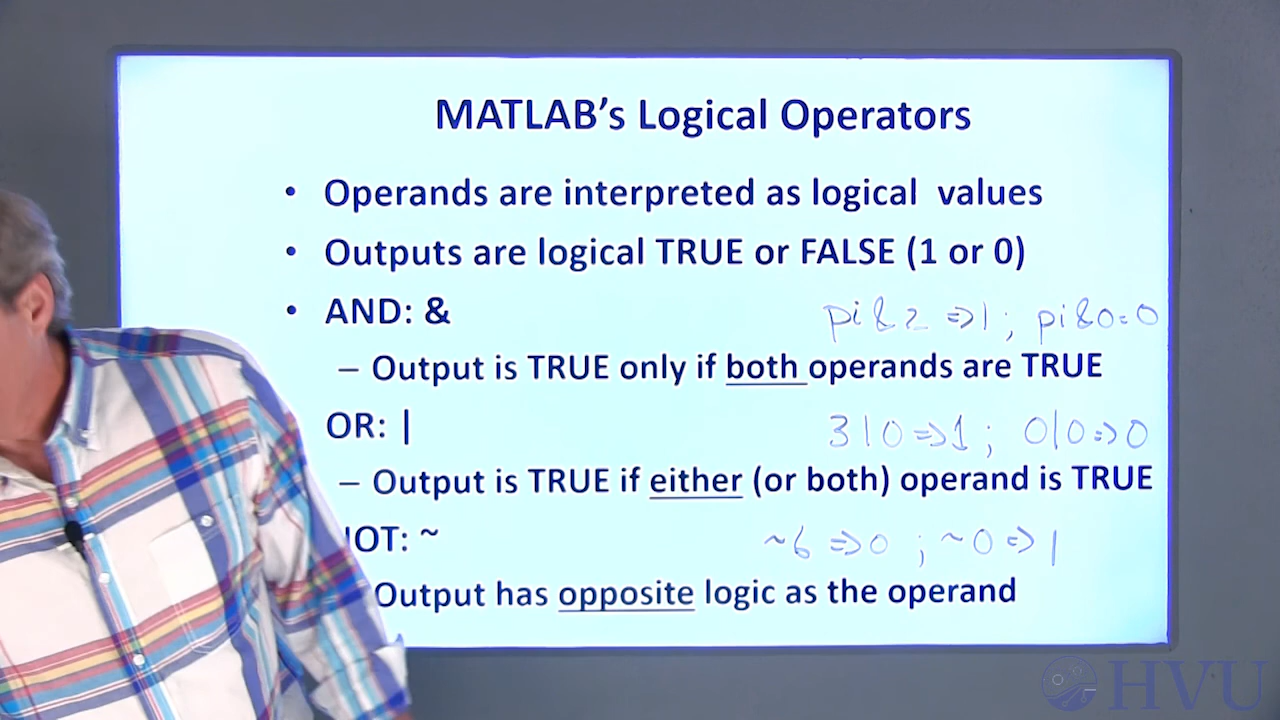 MATLAB’s Logical Operators
• Operands are interpreted as logical values
• Outputs are logical TRUE or FALSE (1 or 0)
• AND: & pi & 2 => 1 ; pi & 0 = 0
– Output is TRUE only if both operands are TRUE
OR: | 3 | 0 => 1 ; 0 | 0 => 0
– Output is TRUE if either (or both) operand is TRUE
IOT: ~ ~6 => 0 ; ~0 => 1
Output has opposite logic as the operand
HVU